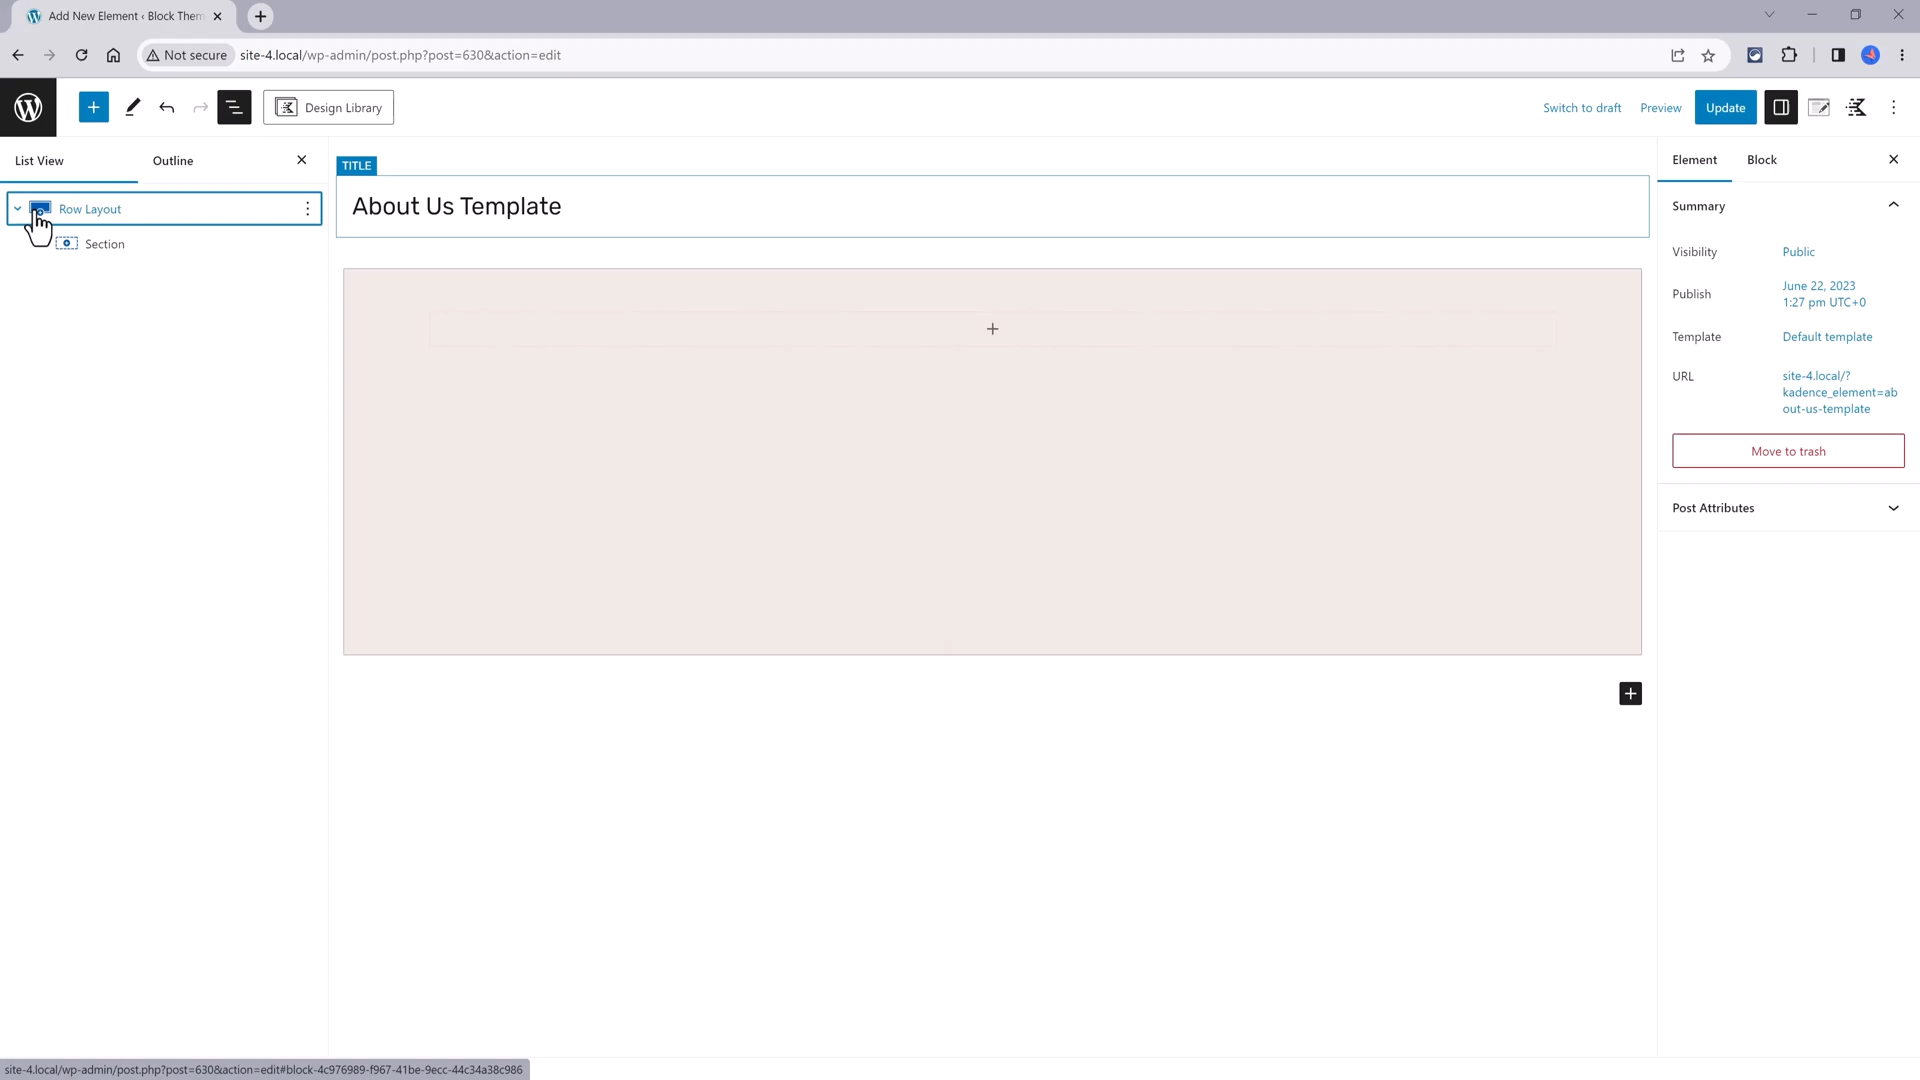 Add New Element ‹ Block Them
Not secure
site-4.local/wp-admin/post.php?post=630&action=edit
Design Library
Switch to draft
Preview
Update
List View
Outline
Row Layout
Section
TITLE
About Us Template
Element
Block
Summary
Visibility
Public
Publish
June 22, 2023
1:27 pm UTC+0
Template
Default template
URL
site-4.local/?
kadence_element=ab
out-us-template
Move to trash
Post Attributes
site-4.local/wp-admin/post.php?post=630&action=edit#block-4c976989-f967-41be-9ecc-44c34a38c986